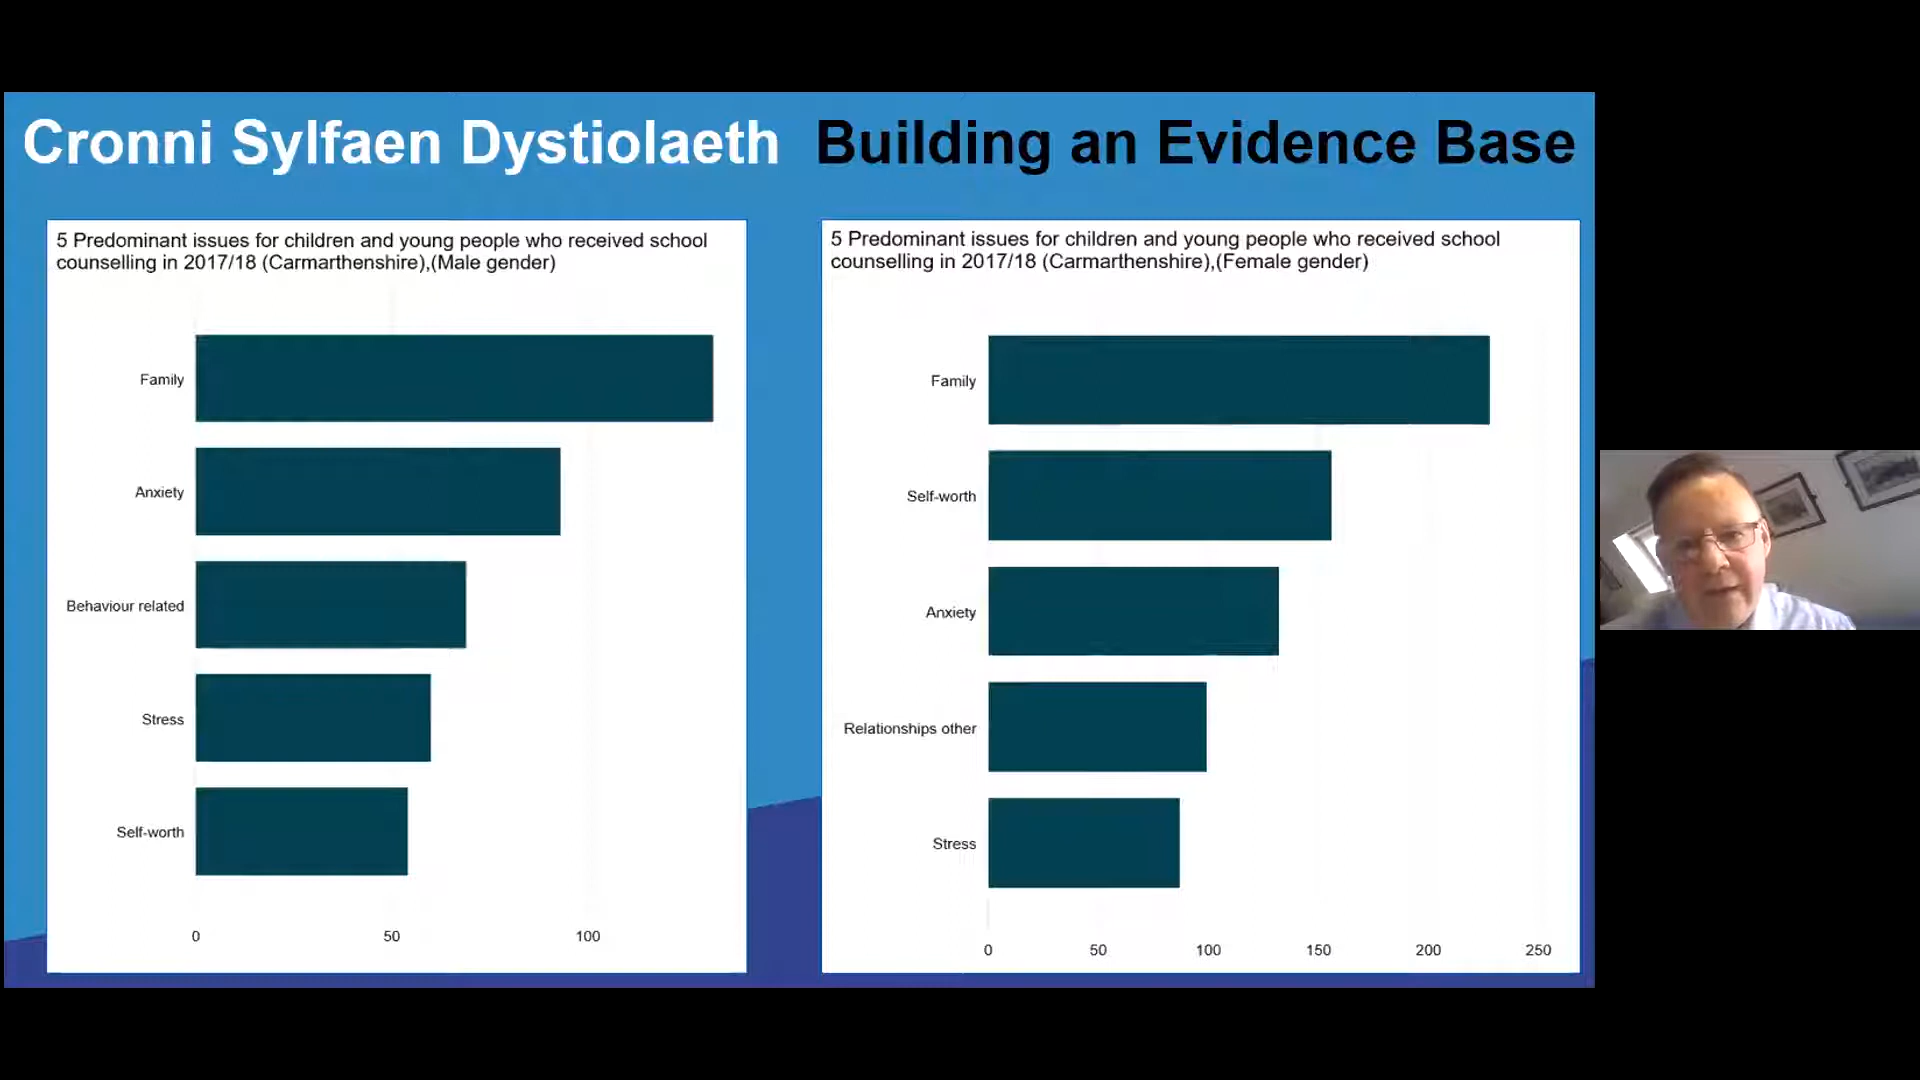 Cronni Sylfaen Dystiolaeth
Building an Evidence Base
5 Predominant issues for children and young people who received school
counselling in 2017/18 (Carmarthenshire),(Male gender)
Family
Anxiety
Behaviour related
Stress
Self-worth
0 50 100
5 Predominant issues for children and young people who received school
counselling in 2017/18 (Carmarthenshire),(Female gender)
Family
Self-worth
Anxiety
Relationships other
Stress
0 50 100 150 200 250